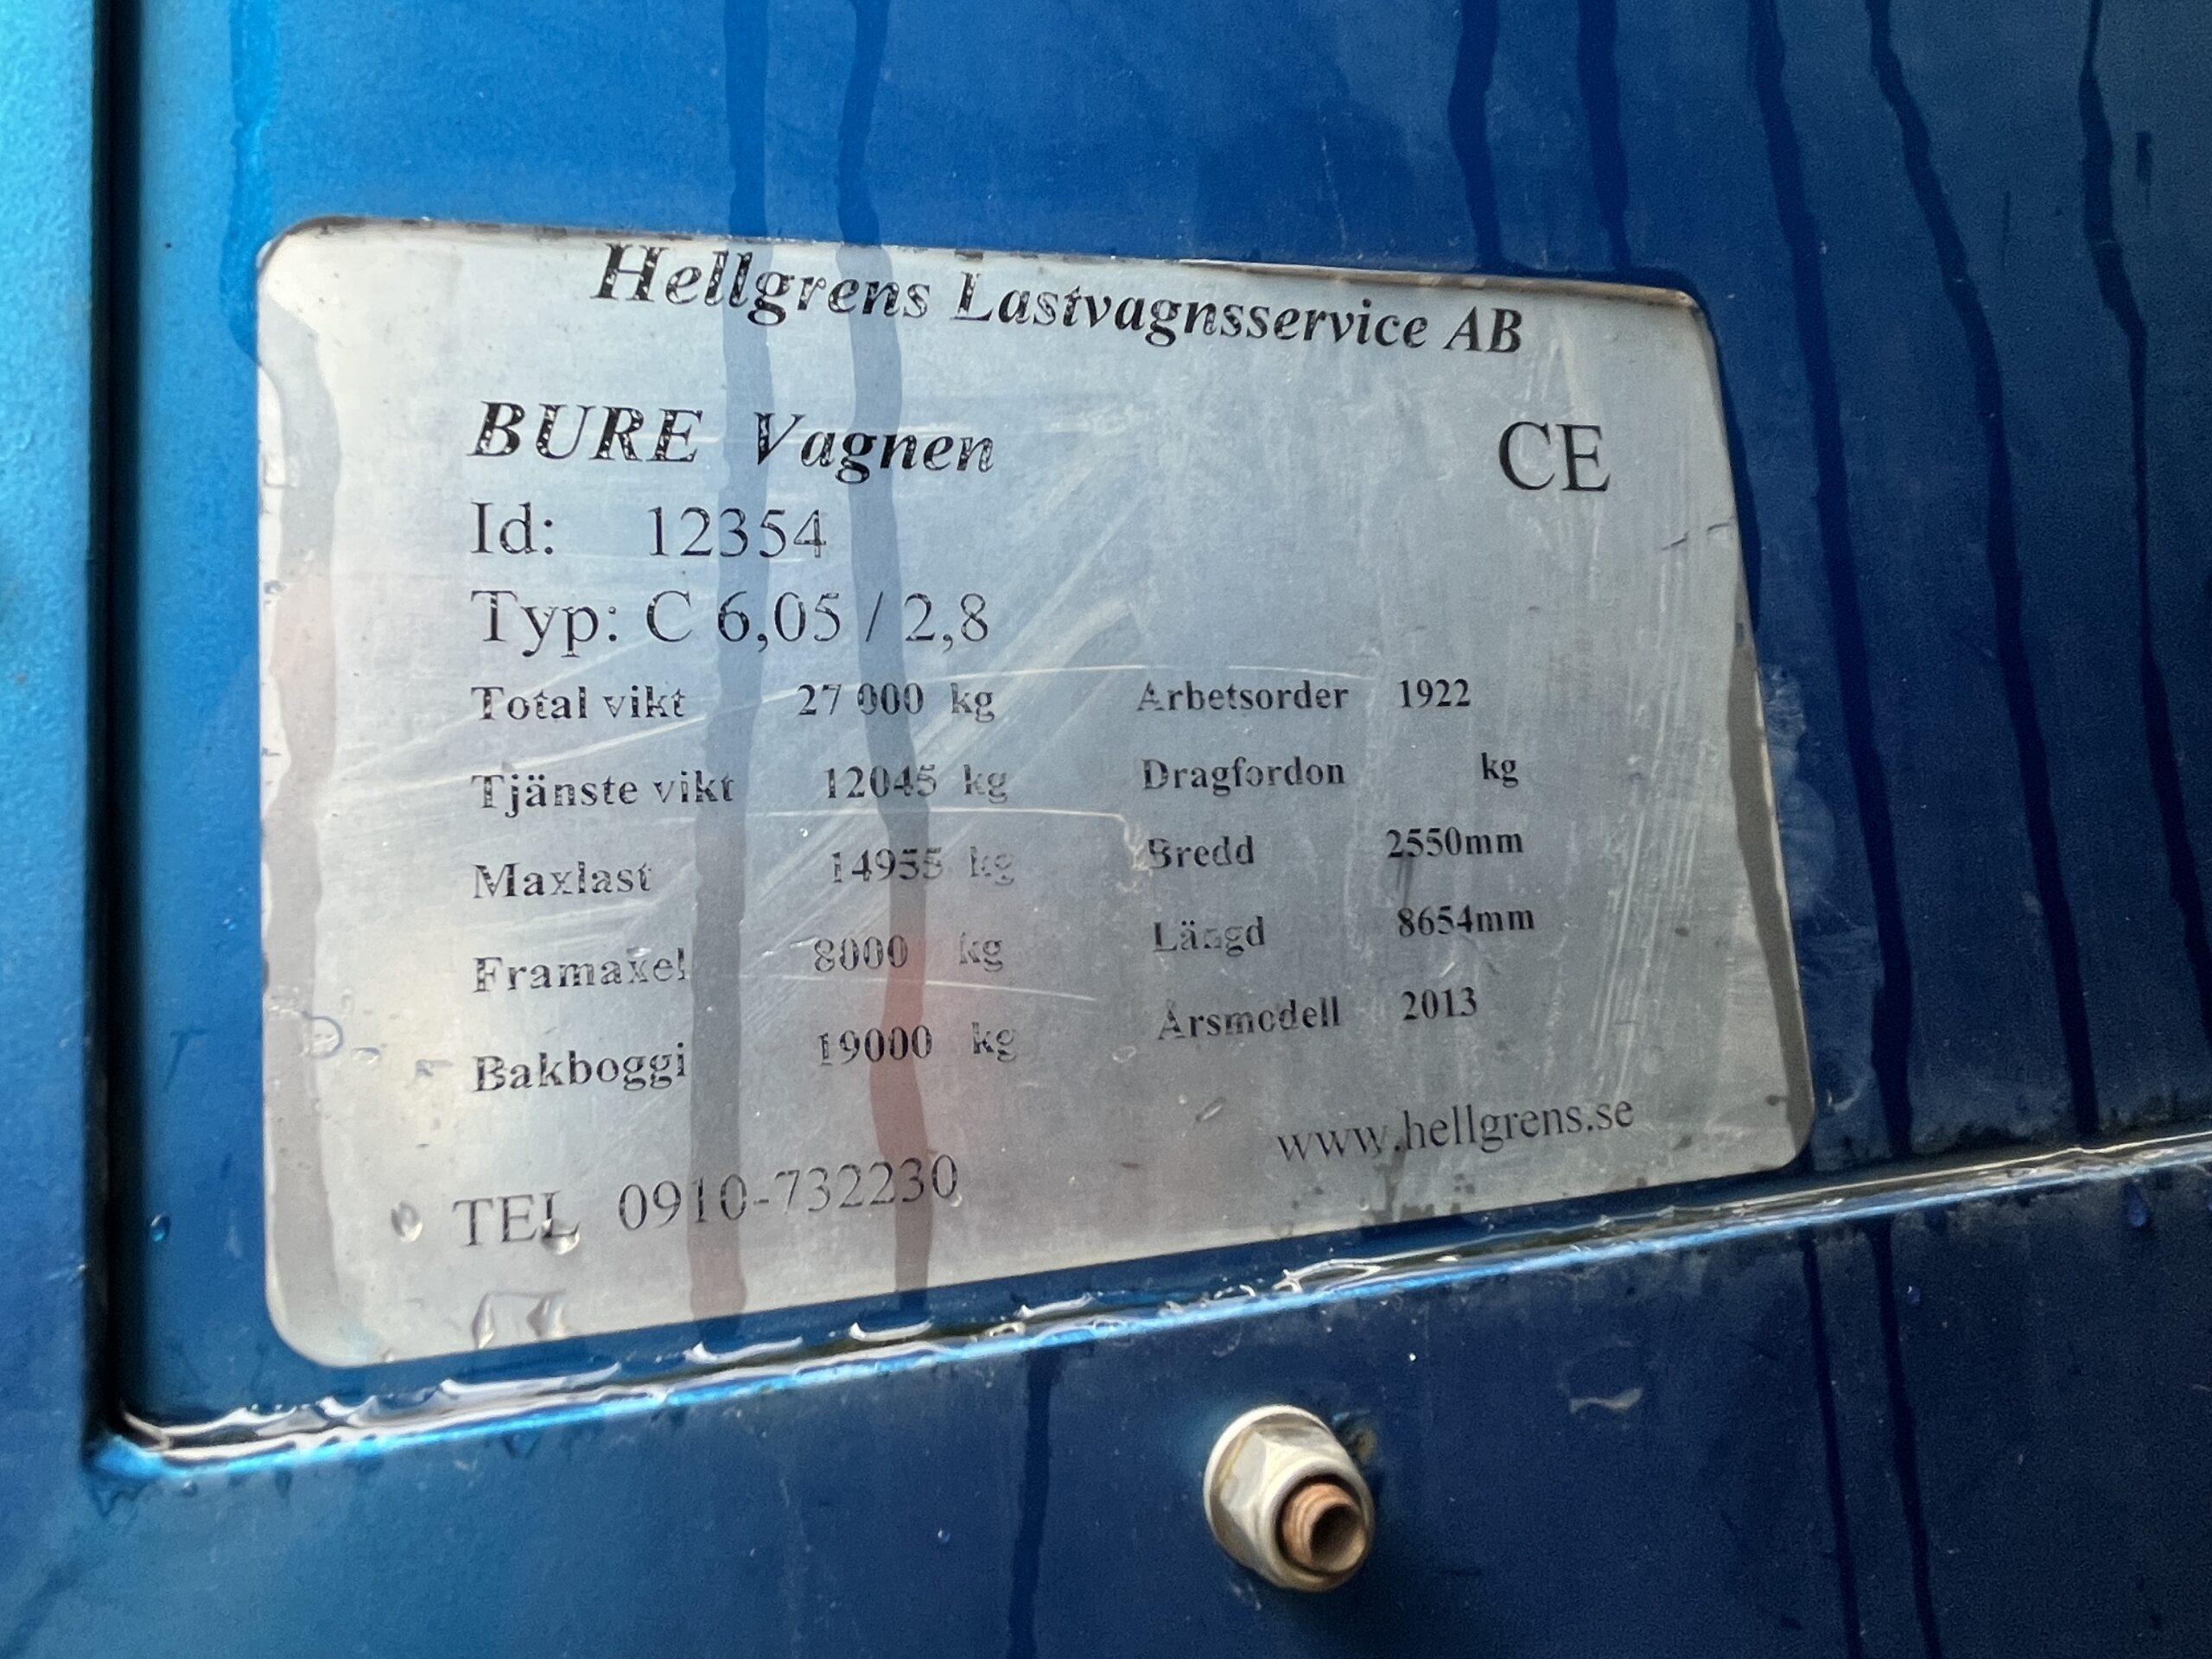 Hellgrens Lastvagnsservice AB
BURE Vagnen
CE
Id: 12354
Typ: C 6,05 / 2,8
Total vikt 27 000 kg Arbetsorder 1922
Tjänste vikt 12045 kg Dragfordon kg
Maxlast 14955 kg Bredd 2550mm
Framaxel 8000 kg Längd 8654mm
Bakboggi 19000 kg Årsmodell 2013
www.hellgrens.se
TEL 0910-732230